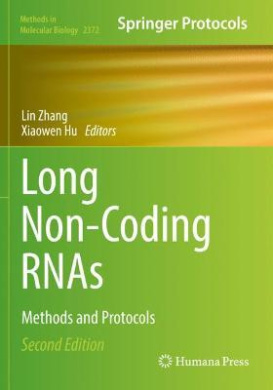 Methods in
Molecular Biology 2372
Springer Protocols
Lin Zhang
Xiaowen Hu Editors
Long
Non-Coding
RNAs
Methods and Protocols
Second Edition
Humana Press